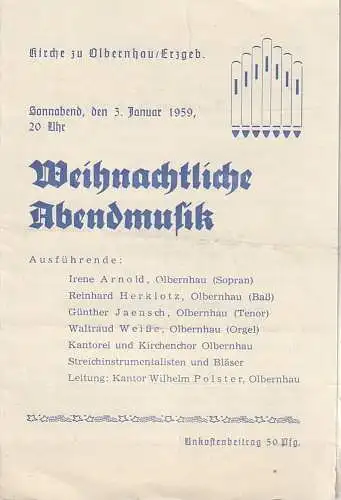 Kirche zu Olbernhau/Erzgeb.
Sonnabend, den 3. Januar 1959,
20 Uhr
Weihnachtliche
Abendmusik
Ausführende:
Irene Arnold, Olbernhau (Sopran)
Reinhard Herklotz, Olbernhau (Baß)
Günther Jaensch, Olbernhau (Tenor)
Waltraud Weiße, Olbernhau (Orgel)
Kantorei und Kirchenchor Olbernhau
Streichinstrumentalisten und Bläser
Leitung: Kantor Wilhelm Polster, Olbernhau
Unkostenbeitrag 50 Pfg.